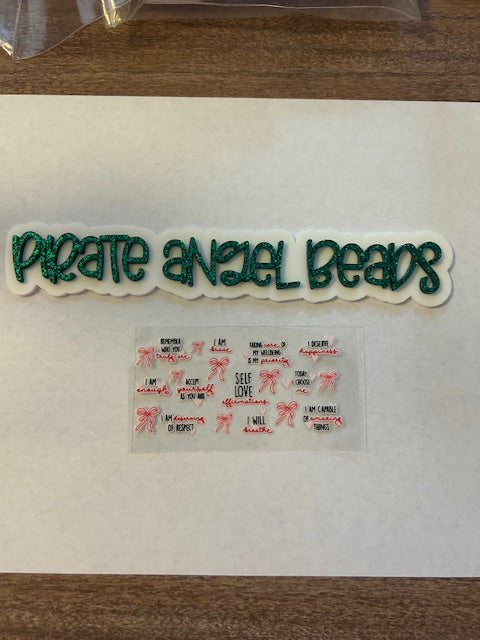 PIRATE ANGEL BEADS
REMEMBER
WHO YOU
truly are
I AM
brave
TAKING care OF
MY WELLBEING
IS MY priority
I DESERVE
happiness
I AM
enough
ACCEPT
yourself
AS YOU ARE
SELF
LOVE
affirmations
TODAY
I CHOOSE
me
I AM deserving
OF RESPECT
I WILL
breathe
I AM CAPABLE
OF amazing
THINGS